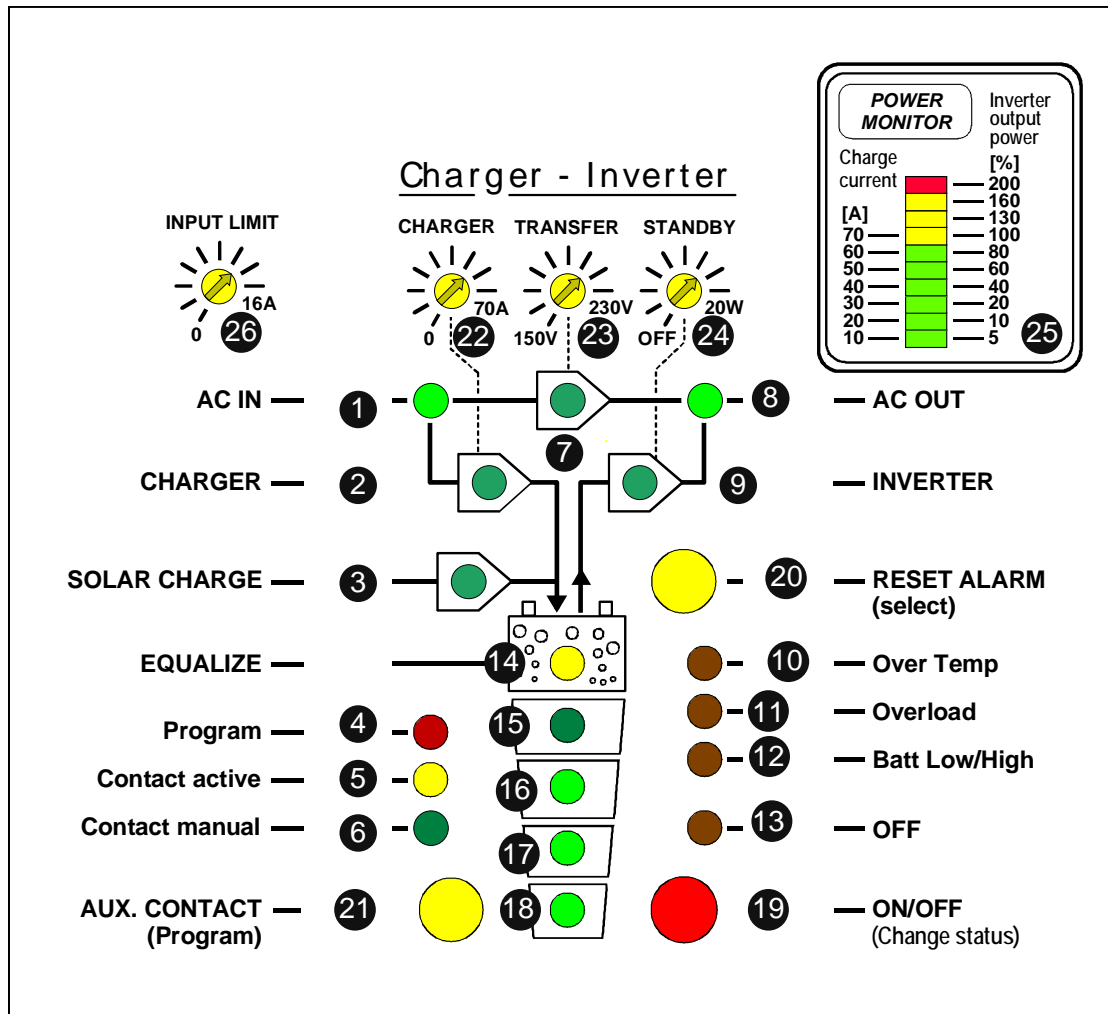 POWER
MONITOR
Inverter
output
power
[%]
Charge
current
[A]
200
160
130
70 100
60 80
50 60
40 40
30 20
20 10
10 5
25
Charger - Inverter
INPUT LIMIT
0
16A
26
CHARGER
0
70A
22
TRANSFER
150V
230V
23
STANDBY
OFF
20W
24
AC IN 1
7
8 AC OUT
CHARGER 2
9 INVERTER
SOLAR CHARGE 3
20 RESET ALARM
(select)
EQUALIZE 14
10 Over Temp
Program 4
15
11 Overload
Contact active 5
16
12 Batt Low/High
Contact manual 6
17
13 OFF
AUX. CONTACT 21
(Program)
18
19 ON/OFF
(Change status)